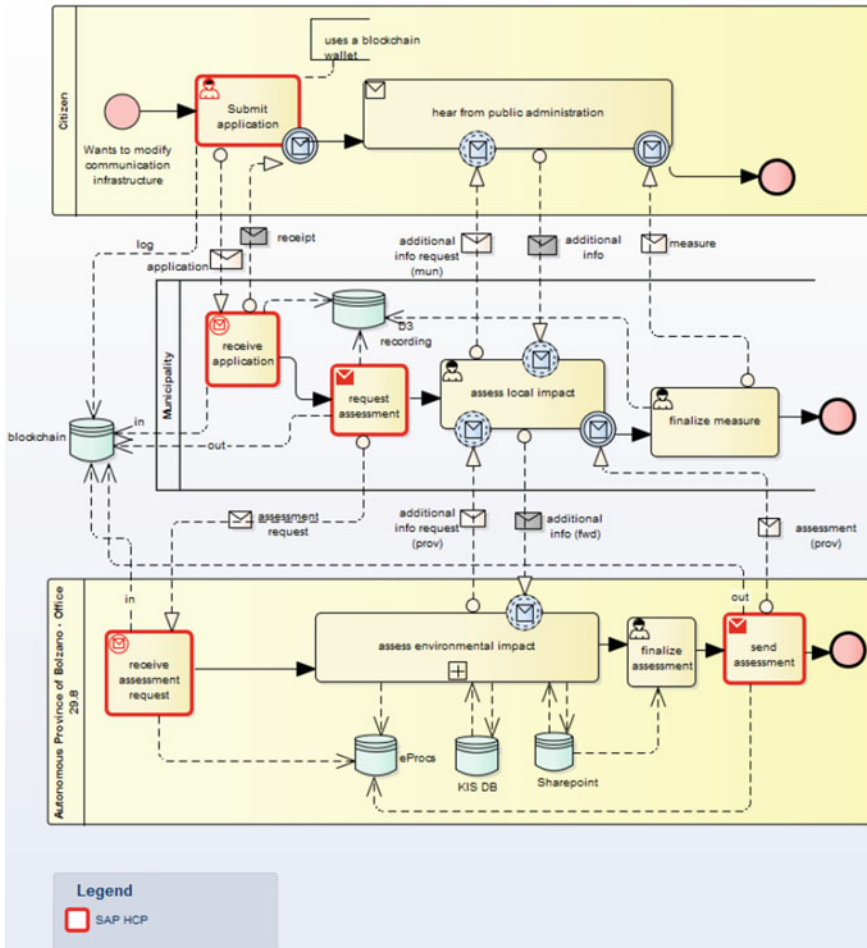 Citizen
uses a blockchain
wallet
Submit
application
hear from public administration
Wants to modify
communication
infrastructure
log
application
receipt
additional
info request
(mun)
additional
info
measure
Municipality
receive
application
D3
recording
request
assessment
assess local impact
finalize measure
blockchain
in
out
assessment
request
additional
info request
(prov)
additional
info (fwd)
assessment
(prov)
Autonomous Province of Bolzano - Office
29.8
in
out
receive
assessment
request
assess environmental impact
finalize
assessment
send
assessment
eProcs
KIS DB
Sharepoint
Legend
SAP HCP